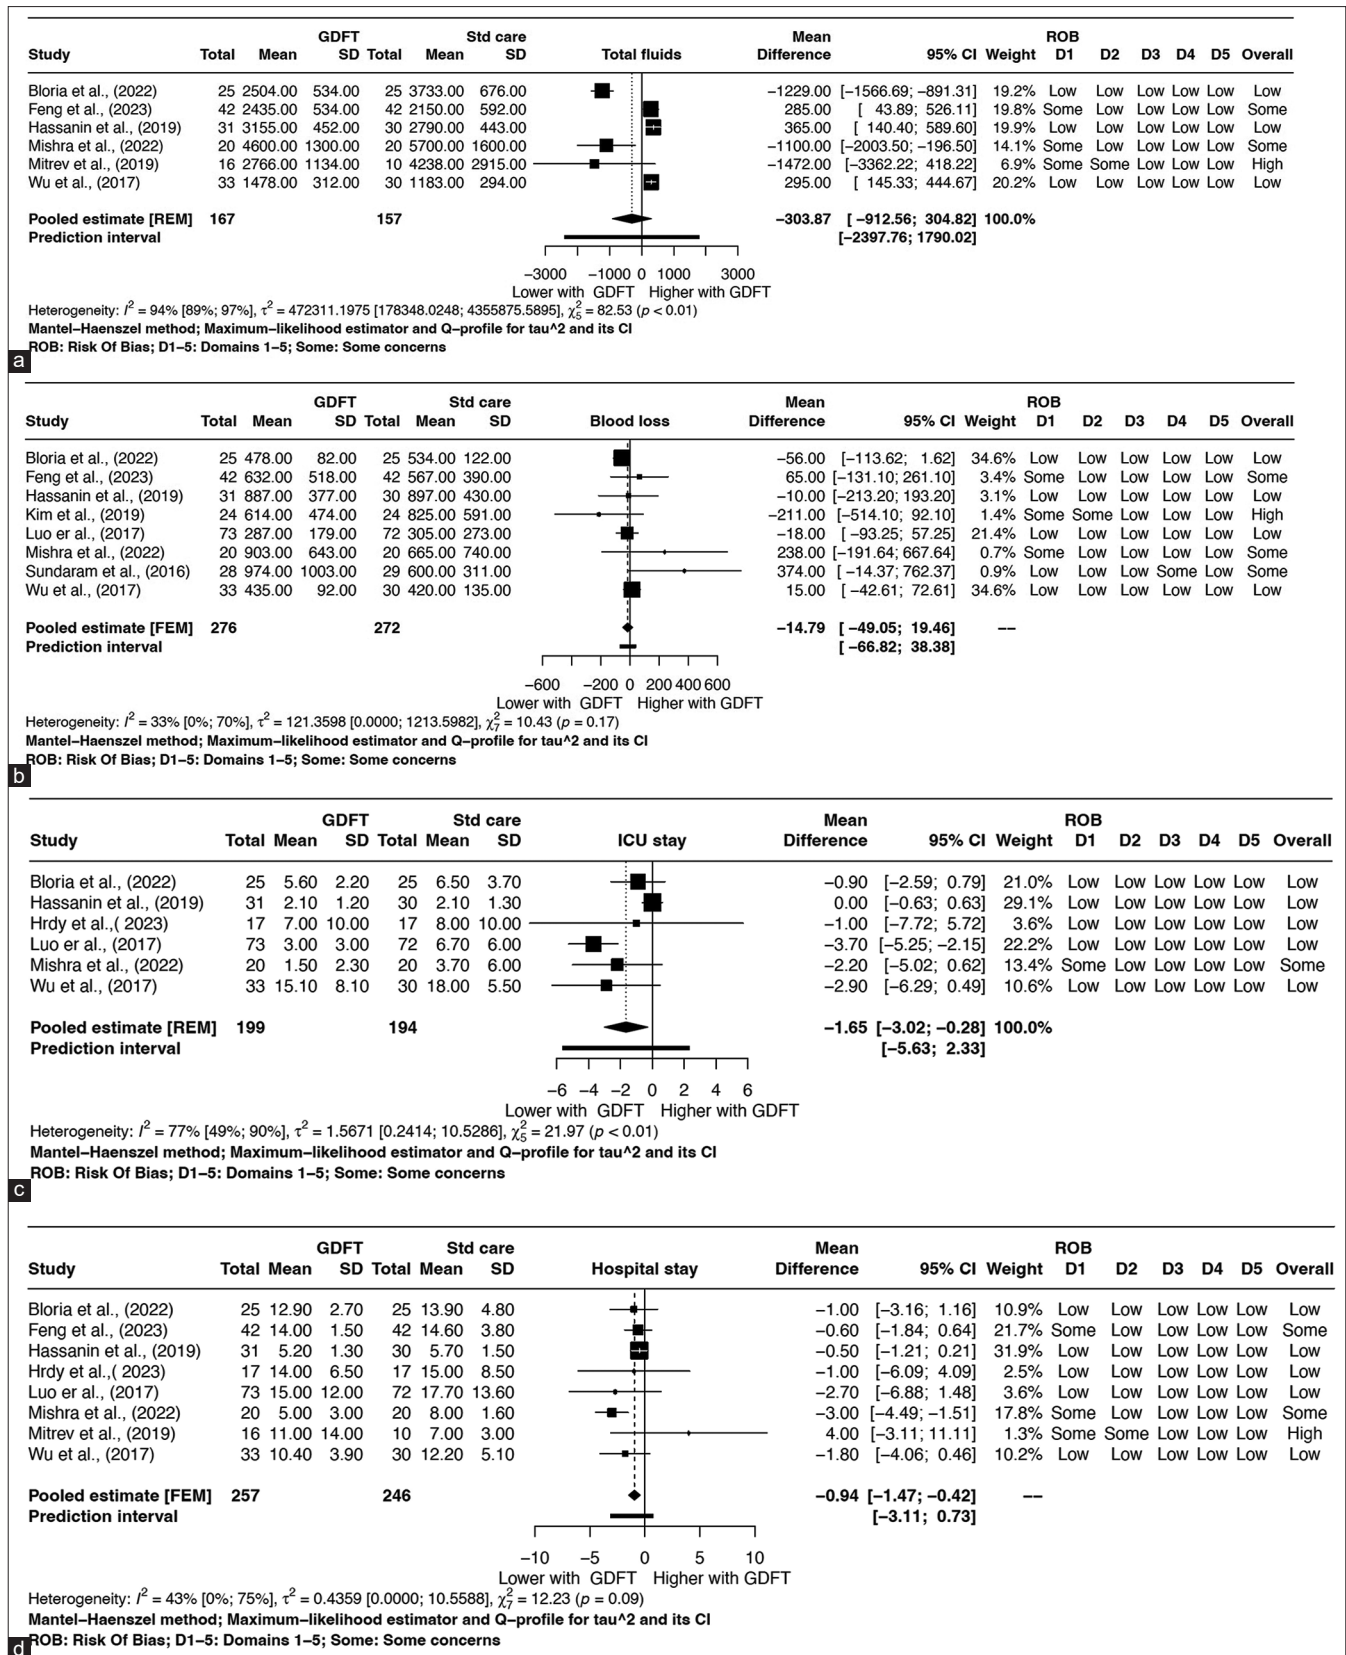 GDFT Std care Mean ROB
Study Total Mean SD Total Mean SD Total fluids Difference 95% CI Weight D1 D2 D3 D4 D5 Overall
Bloria et al., (2022) 25 2504.00 534.00 25 3733.00 676.00 −1229.00 [−1566.69; −891.31] 19.2% Low Low Low Low Low Low
Feng et al., (2023) 42 2435.00 534.00 42 2150.00 592.00 285.00 [ 43.89; 526.11] 19.8% Some Low Low Low Low Some
Hassanin et al., (2019) 31 3155.00 452.00 30 2790.00 443.00 365.00 [ 140.40; 589.60] 19.9% Low Low Low Low Low Low
Mishra et al., (2022) 20 4600.00 1300.00 20 5700.00 1600.00 −1100.00 [−2003.50; −196.50] 14.1% Some Low Low Low Low Some
Mitrev et al., (2019) 16 2766.00 1134.00 10 4238.00 2915.00 −1472.00 [−3362.22; 418.22] 6.9% Some Some Low Low Low High
Wu et al., (2017) 33 1478.00 312.00 30 1183.00 294.00 295.00 [ 145.33; 444.67] 20.2% Low Low Low Low Low Low
Pooled estimate [REM] 167 157 −303.87 [ −912.56; 304.82] 100.0%
Prediction interval [−2397.76; 1790.02]
−3000 −1000 0 1000 3000
Lower with GDFT Higher with GDFT
Heterogeneity: I² = 94% [89%; 97%], τ² = 472311.1975 [178348.0248; 4355875.5895], χ²₅ = 82.53 (p < 0.01)
Mantel−Haenszel method; Maximum−likelihood estimator and Q−profile for tau^2 and its CI
ROB: Risk Of Bias; D1−5: Domains 1−5; Some: Some concerns
a
GDFT Std care Mean ROB
Study Total Mean SD Total Mean SD Blood loss Difference 95% CI Weight D1 D2 D3 D4 D5 Overall
Bloria et al., (2022) 25 478.00 82.00 25 534.00 122.00 −56.00 [−113.62; 1.62] 34.6% Low Low Low Low Low Low
Feng et al., (2023) 42 632.00 518.00 42 567.00 390.00 65.00 [−131.10; 261.10] 3.4% Some Low Low Low Low Some
Hassanin et al., (2019) 31 887.00 377.00 30 897.00 430.00 −10.00 [−213.20; 193.20] 3.1% Low Low Low Low Low Low
Kim et al., (2019) 24 614.00 474.00 24 825.00 591.00 −211.00 [−514.10; 92.10] 1.4% Some Some Low Low Low High
Luo et al., (2017) 73 287.00 179.00 72 305.00 273.00 −18.00 [ −93.25; 57.25] 21.4% Low Low Low Low Low Low
Mishra et al., (2022) 20 903.00 643.00 20 665.00 740.00 238.00 [−191.64; 667.64] 0.7% Some Low Low Low Low Some
Sundaram et al., (2016) 28 974.00 1003.00 29 600.00 311.00 374.00 [ −14.37; 762.37] 0.9% Low Low Low Some Low Some
Wu et al., (2017) 33 435.00 92.00 30 420.00 135.00 15.00 [ −42.61; 72.61] 34.6% Low Low Low Low Low Low
Pooled estimate [FEM] 276 272 −14.79 [ −49.05; 19.46] −−
Prediction interval [ −66.82; 38.38]
−600 −200 0 200 400 600
Lower with GDFT Higher with GDFT
Heterogeneity: I² = 33% [0%; 70%], τ² = 121.3598 [0.0000; 1213.5982], χ²₇ = 10.43 (p = 0.17)
Mantel−Haenszel method; Maximum−likelihood estimator and Q−profile for tau^2 and its CI
ROB: Risk Of Bias; D1−5: Domains 1−5; Some: Some concerns
b
GDFT Std care Mean ROB
Study Total Mean SD Total Mean SD ICU stay Difference 95% CI Weight D1 D2 D3 D4 D5 Overall
Bloria et al., (2022) 25 5.60 2.20 25 6.50 3.70 −0.90 [−2.59; 0.79] 21.0% Low Low Low Low Low Low
Hassanin et al., (2019) 31 2.10 1.20 30 2.10 1.30 0.00 [−0.63; 0.63] 29.1% Low Low Low Low Low Low
Hrdy et al.,( 2023) 17 7.00 10.00 17 8.00 10.00 −1.00 [−7.72; 5.72] 3.6% Low Low Low Low Low Low
Luo er al., (2017) 73 3.00 3.00 72 6.70 6.00 −3.70 [−5.25; −2.15] 22.2% Low Low Low Low Low Low
Mishra et al., (2022) 20 1.50 2.30 20 3.70 6.00 −2.20 [−5.02; 0.62] 13.4% Some Low Low Low Low Some
Wu et al., (2017) 33 15.10 8.10 30 18.00 5.50 −2.90 [−6.29; 0.49] 10.6% Low Low Low Low Low Low
Pooled estimate [REM] 199 194 −1.65 [−3.02; −0.28] 100.0%
Prediction interval [−5.63; 2.33]
−6 −4 −2 0 2 4 6
Lower with GDFT Higher with GDFT
Heterogeneity: I² = 77% [49%; 90%], τ² = 1.5671 [0.2414; 10.5286], χ²₅ = 21.97 (p < 0.01)
Mantel−Haenszel method; Maximum−likelihood estimator and Q−profile for tau^2 and its CI
ROB: Risk Of Bias; D1−5: Domains 1−5; Some: Some concerns
c
GDFT Std care Mean ROB
Study Total Mean SD Total Mean SD Hospital stay Difference 95% CI Weight D1 D2 D3 D4 D5 Overall
Bloria et al., (2022) 25 12.90 2.70 25 13.90 4.80 −1.00 [−3.16; 1.16] 10.9% Low Low Low Low Low Low
Feng et al., (2023) 42 14.00 1.50 42 14.60 3.80 −0.60 [−1.84; 0.64] 21.7% Some Low Low Low Low Some
Hassanin et al., (2019) 31 5.20 1.30 30 5.70 1.50 −0.50 [−1.21; 0.21] 31.9% Low Low Low Low Low Low
Hrdy et al.,( 2023) 17 14.00 6.50 17 15.00 8.50 −1.00 [−6.09; 4.09] 2.5% Low Low Low Low Low Low
Luo er al., (2017) 73 15.00 12.00 72 17.70 13.60 −2.70 [−6.88; 1.48] 3.6% Low Low Low Low Low Low
Mishra et al., (2022) 20 5.00 3.00 20 8.00 1.60 −3.00 [−4.49; −1.51] 17.8% Some Low Low Low Low Some
Mitrev et al., (2019) 16 11.00 14.00 10 7.00 3.00 4.00 [−3.11; 11.11] 1.3% Some Some Low Low Low High
Wu et al., (2017) 33 10.40 3.90 30 12.20 5.10 −1.80 [−4.06; 0.46] 10.2% Low Low Low Low Low Low
Pooled estimate [FEM] 257 246 −0.94 [−1.47; −0.42] −−
Prediction interval [−3.11; 0.73]
−10 −5 0 5 10
Lower with GDFT Higher with GDFT
Heterogeneity: I² = 43% [0%; 75%], τ² = 0.4359 [0.0000; 10.5588], χ²₇ = 12.23 (p = 0.09)
Mantel−Haenszel method; Maximum−likelihood estimator and Q−profile for tau^2 and its CI
ROB: Risk Of Bias; D1−5: Domains 1−5; Some: Some concerns
d